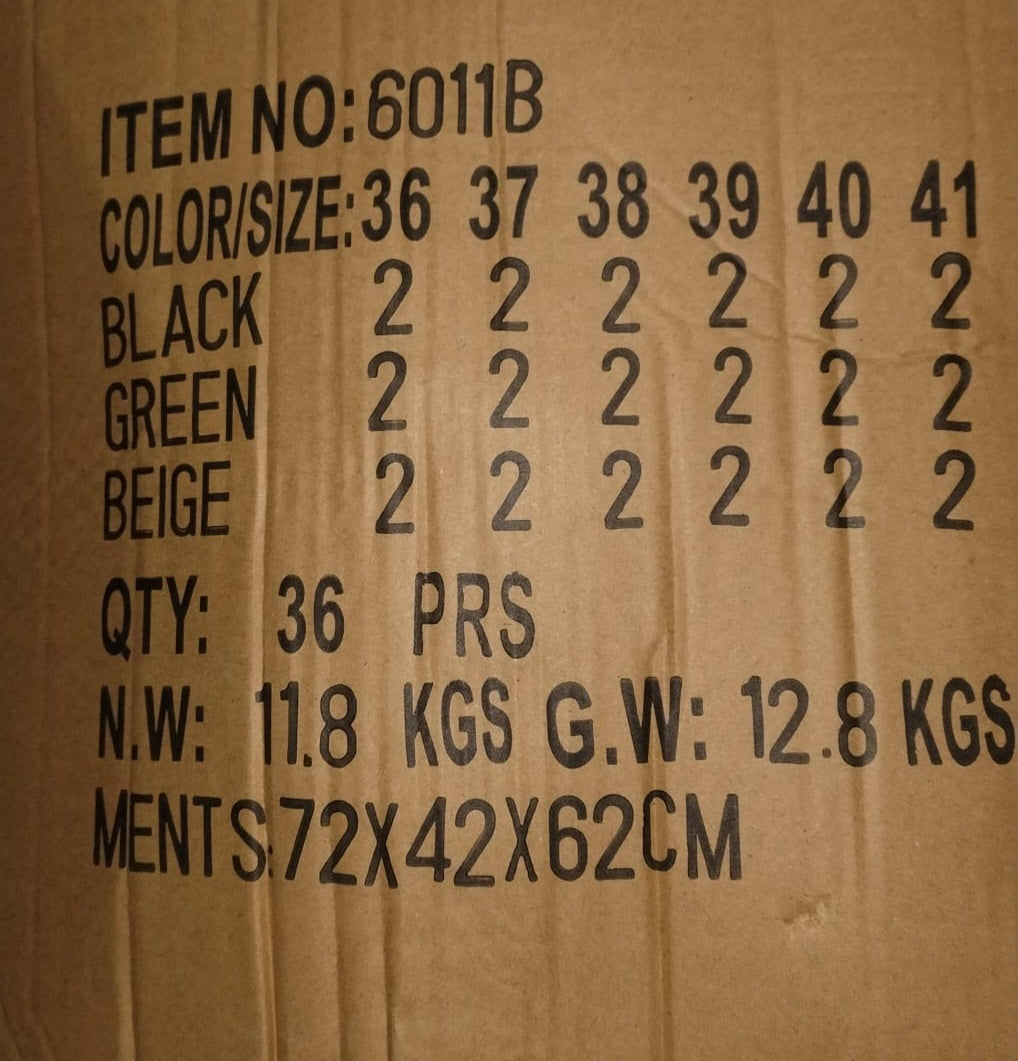 ITEM NO:6011B
COLOR/SIZE:36 37 38 39 40 41
BLACK 2 2 2 2 2 2
GREEN 2 2 2 2 2 2
BEIGE 2 2 2 2 2 2
QTY: 36 PRS
N.W: 11.8 KGS G.W: 12.8 KGS
MENTS:72X42X62CM